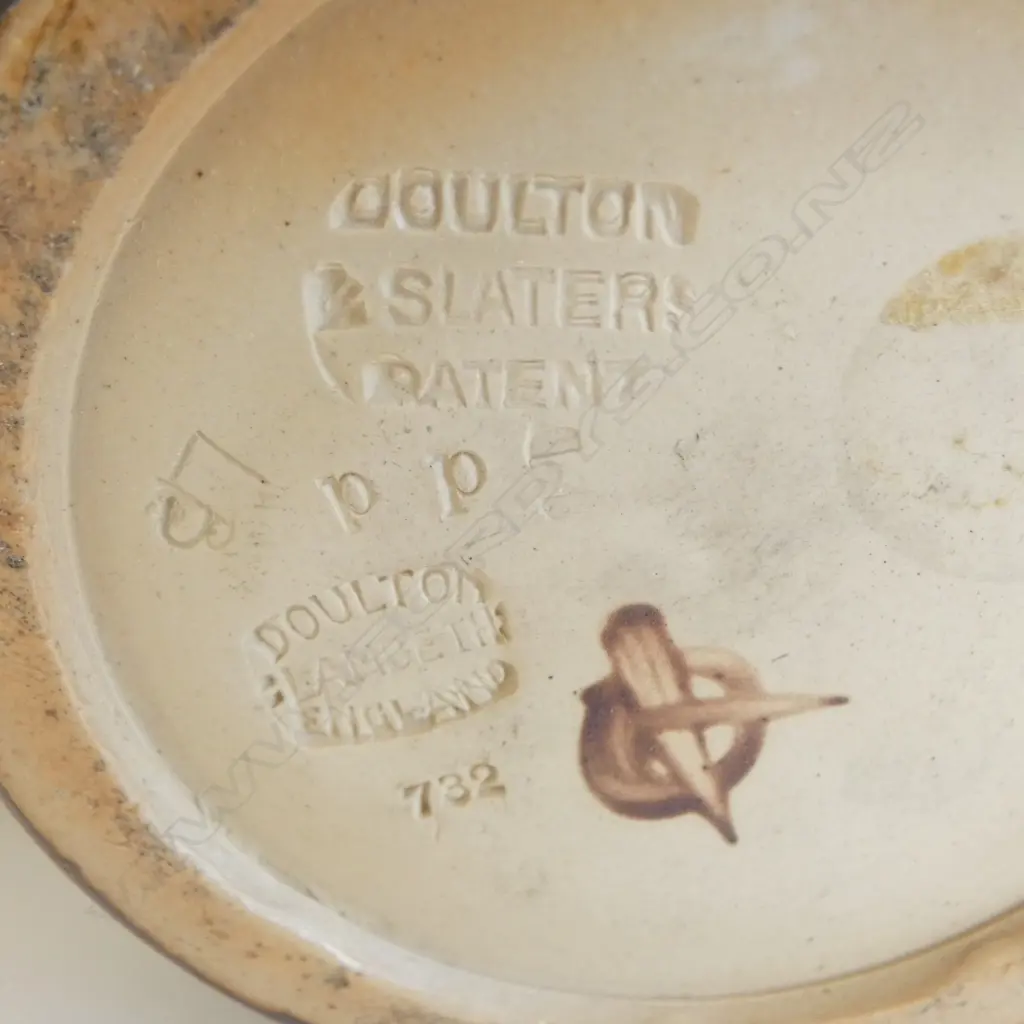 DOULTON
& SLATERS
PATENT
p p
DOULTON
LAMBETH
ENGLAND
732